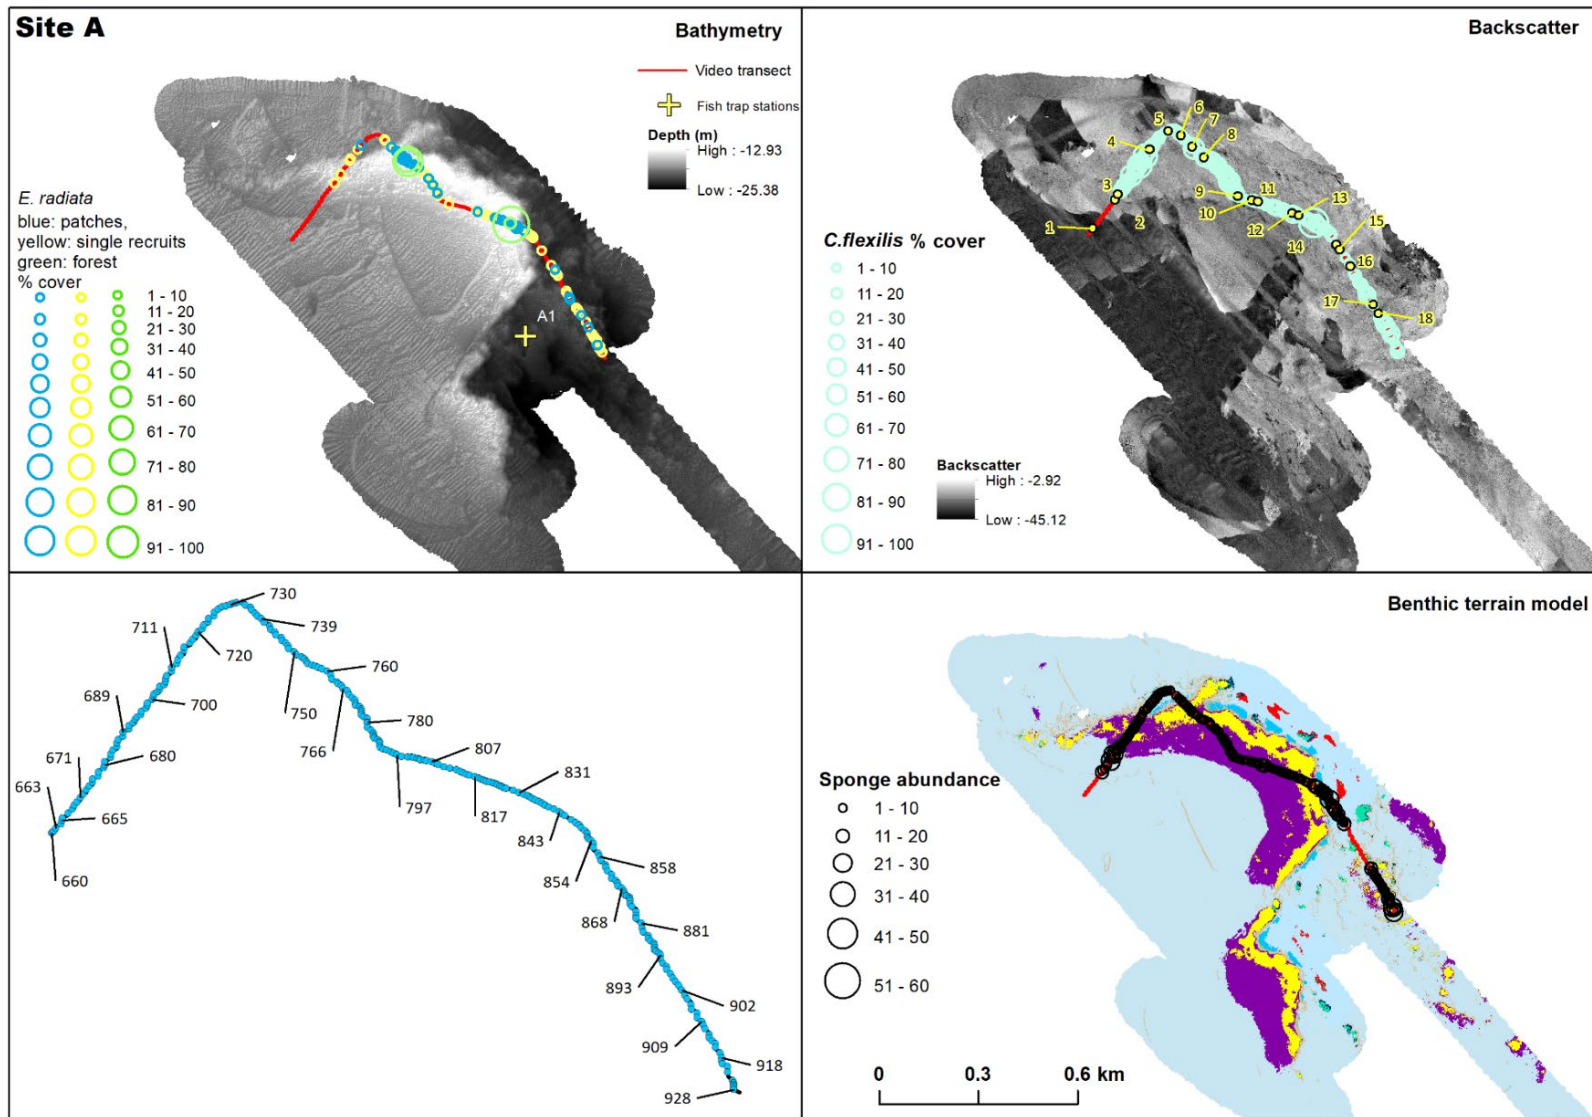 Site A
Bathymetry
Video transect
Fish trap stations
Depth (m)
High : -12.93
Low : -25.38
E. radiata
blue: patches,
yellow: single recruits
green: forest
% cover
1 - 10
11 - 20
21 - 30
31 - 40
41 - 50
51 - 60
61 - 70
71 - 80
81 - 90
91 - 100
A1
Backscatter
C.flexilis % cover
1 - 10
11 - 20
21 - 30
31 - 40
41 - 50
51 - 60
61 - 70
71 - 80
81 - 90
91 - 100
Backscatter
High : -2.92
Low : -45.12
1
2
3
4
5
6
7
8
9
10
11
12
13
14
15
16
17
18
730
711
739
720
760
689
700
750
780
766
671
680
807
831
663
665
797
817
843
660
854
858
868
881
893
902
909
918
928
Benthic terrain model
Sponge abundance
1 - 10
11 - 20
21 - 30
31 - 40
41 - 50
51 - 60
0 0.3 0.6 km